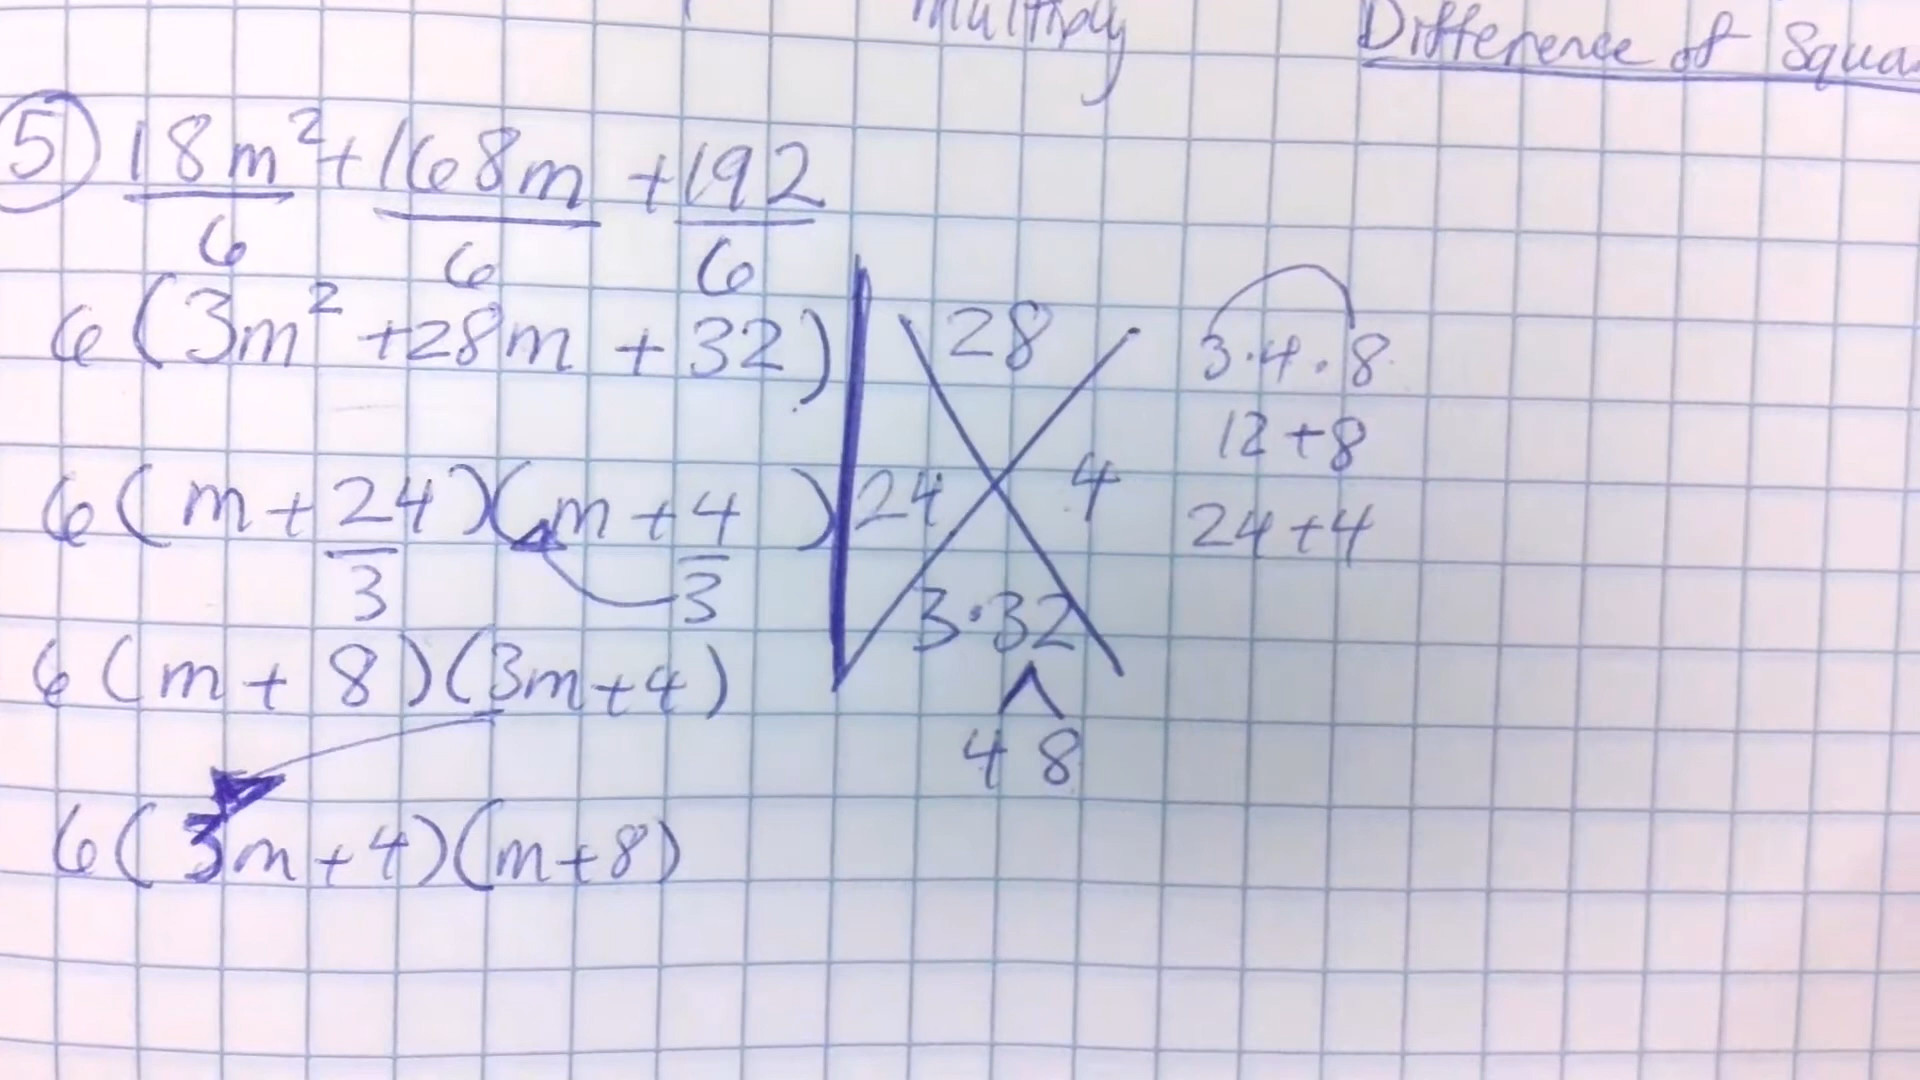 Multiply
Difference of Squa
5 18m² + 168m + 192
6 6 6
6(3m² + 28m + 32)
28
3·4·8
12+8
6(m + 24/3)(m + 4/3)
24 4
24+4
3·32
6(m + 8)(3m+4)
4 8
6(3m+4)(m+8)